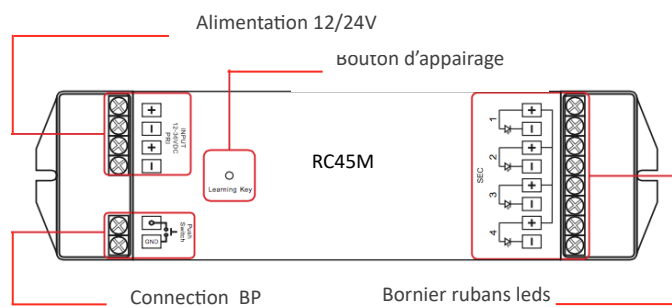 Alimentation 12/24V
Bouton d’appairage
+
−
+
−
INPUT
12-36VDC
PRI
Learning Key
RC45M
SEC
1
+
−
2
+
−
3
+
−
4
+
−
GND
Push
Switch
Connection BP
Bornier rubans leds